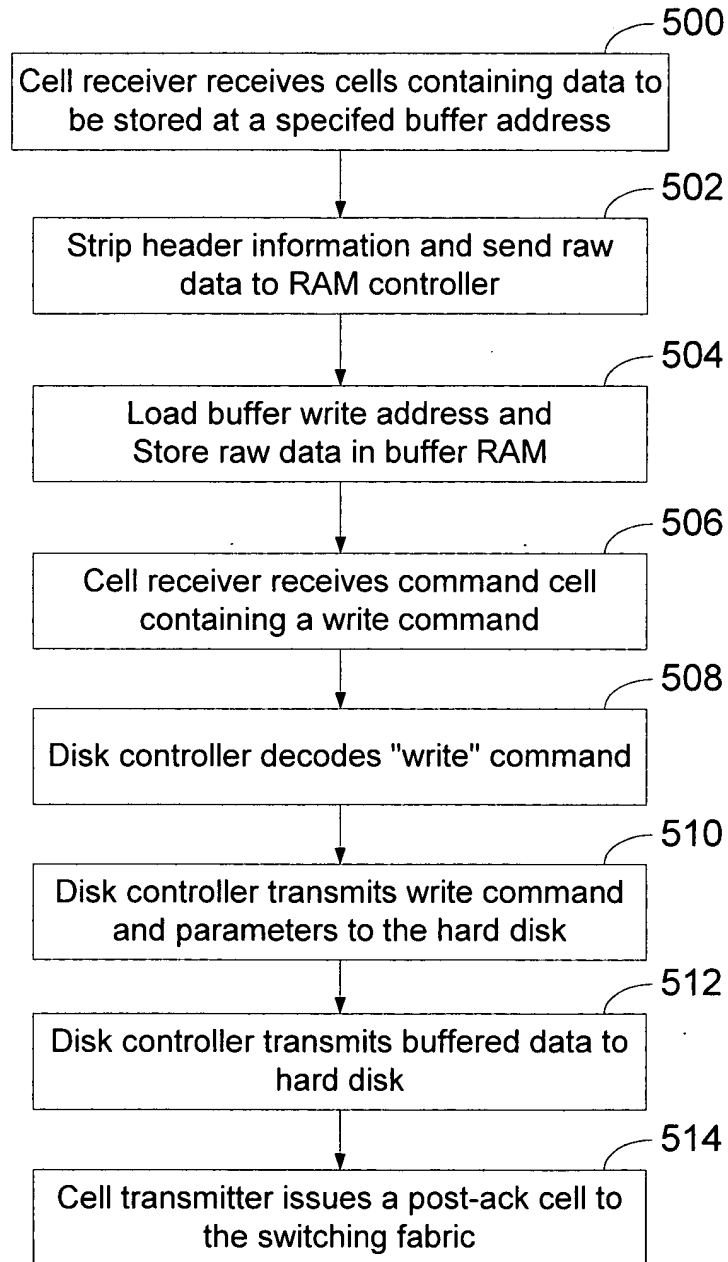 500
Cell receiver receives cells containing data to
be stored at a specifed buffer address
502
Strip header information and send raw
data to RAM controller
504
Load buffer write address and
Store raw data in buffer RAM
506
Cell receiver receives command cell
containing a write command
508
Disk controller decodes "write" command
510
Disk controller transmits write command
and parameters to the hard disk
512
Disk controller transmits buffered data to
hard disk
514
Cell transmitter issues a post-ack cell to
the switching fabric